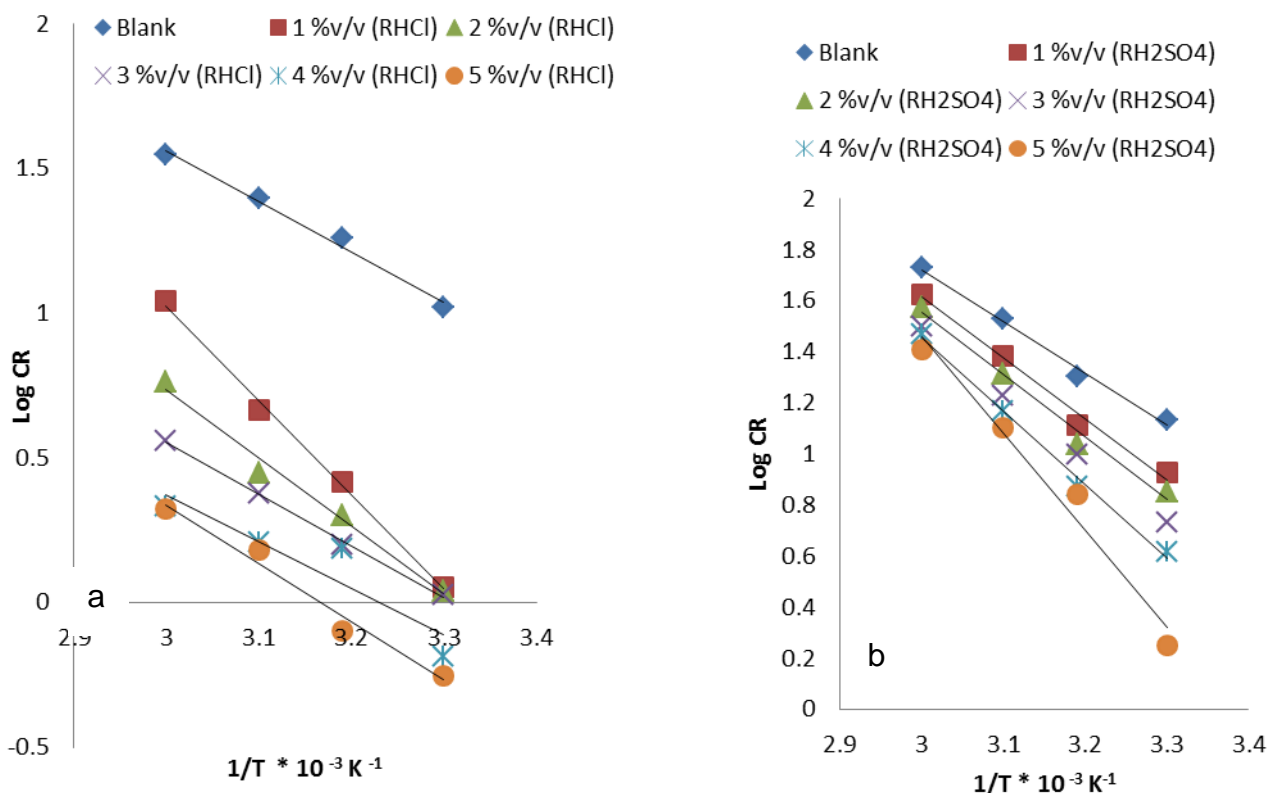 2
Blank 1 %v/v (RHCl) 2 %v/v (RHCl)
3 %v/v (RHCl) 4 %v/v (RHCl) 5 %v/v (RHCl)
1.5
1
0.5
0
-0.5
Log CR
a
2.9 3 3.1 3.2 3.3 3.4
1/T * 10 -3 K -1
Blank 1 %v/v (RH2SO4)
2 %v/v (RH2SO4) 3 %v/v (RH2SO4)
4 %v/v (RH2SO4) 5 %v/v (RH2SO4)
2
1.8
1.6
1.4
1.2
1
0.8
0.6
0.4
0.2
0
Log CR
b
2.9 3 3.1 3.2 3.3 3.4
1/T * 10 -3 K -1